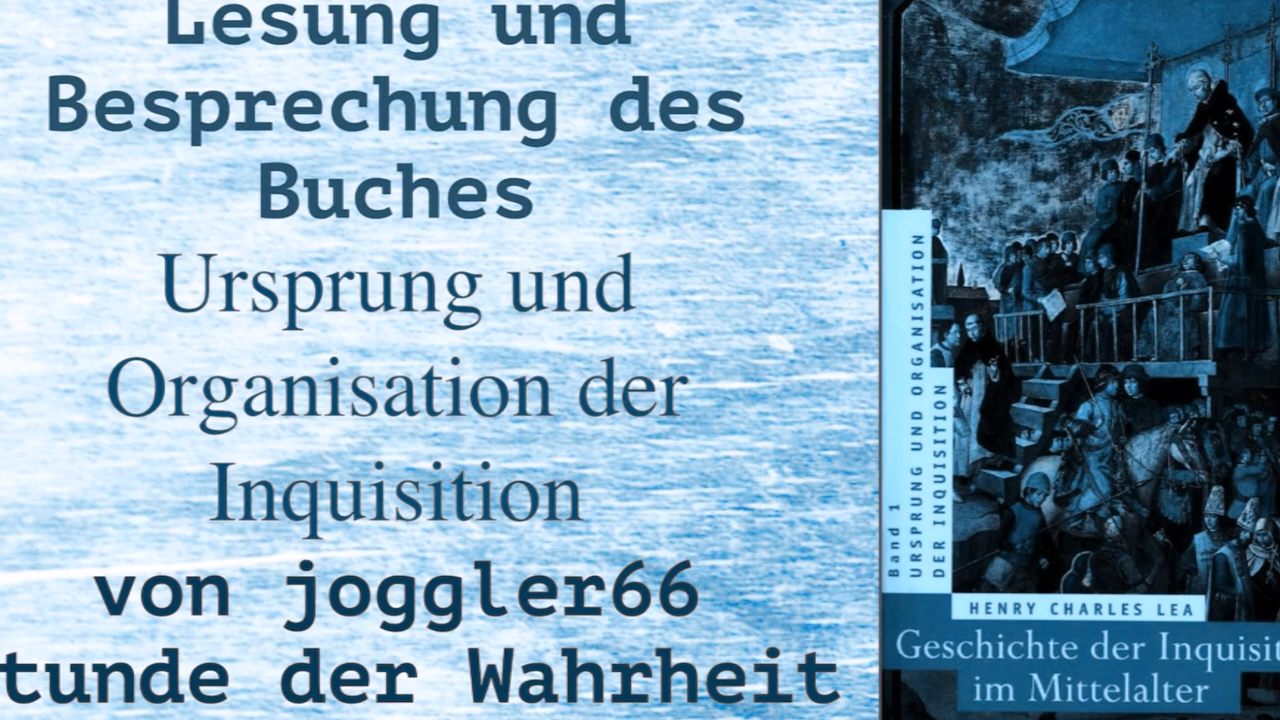 Lesung und
Besprechung des
Buches
Ursprung und
Organisation der
Inquisition
von joggler66
tunde der Wahrheit
Band 1
URSPRUNG UND ORGANISATION
DER INQUISITION
HENRY CHARLES LEA
Geschichte der Inquisit
im Mittelalter